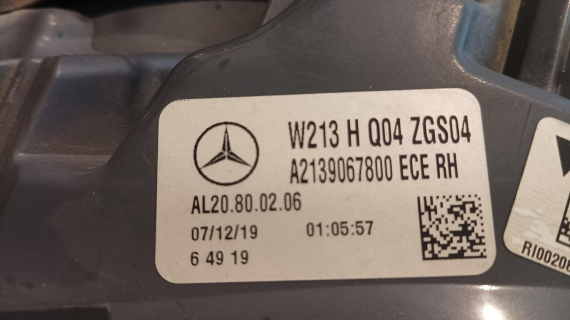 W213 H Q04 ZGS04
A2139067800 ECE RH
AL20.80.02.06
07/12/19 01:05:57
6 49 19
RI00206